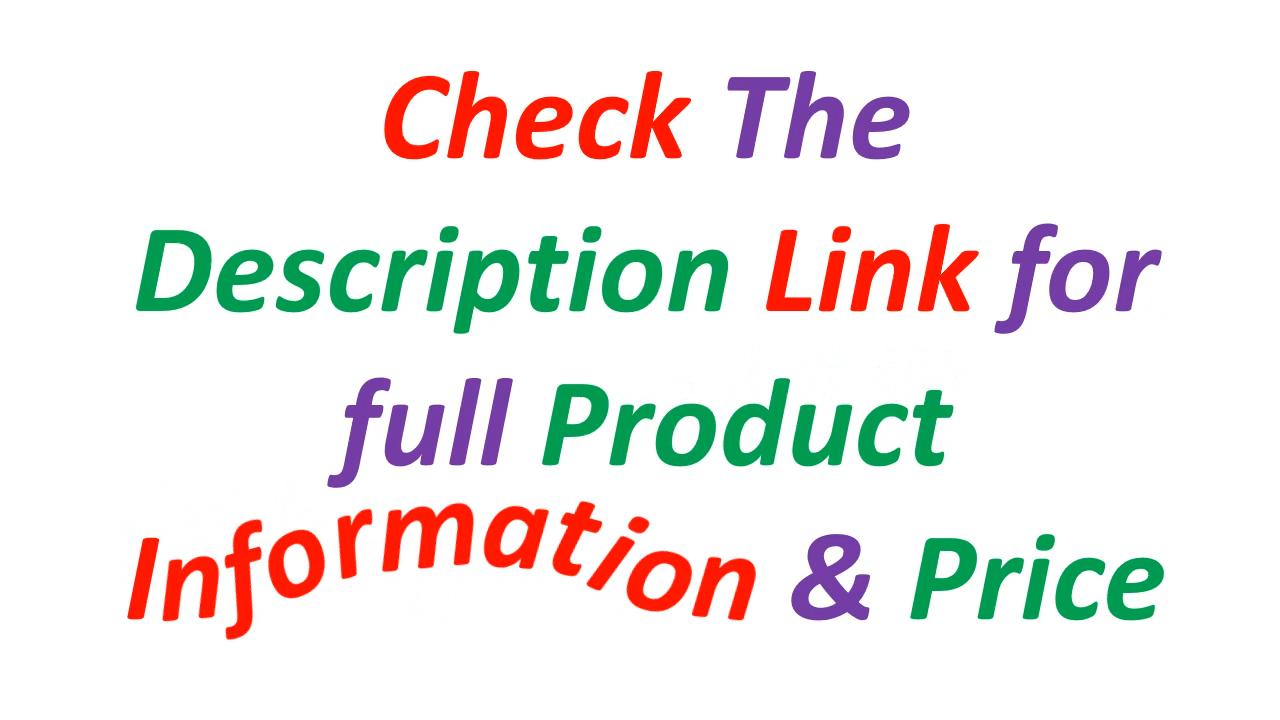 Check The
Description Link for
full Product
Information & Price